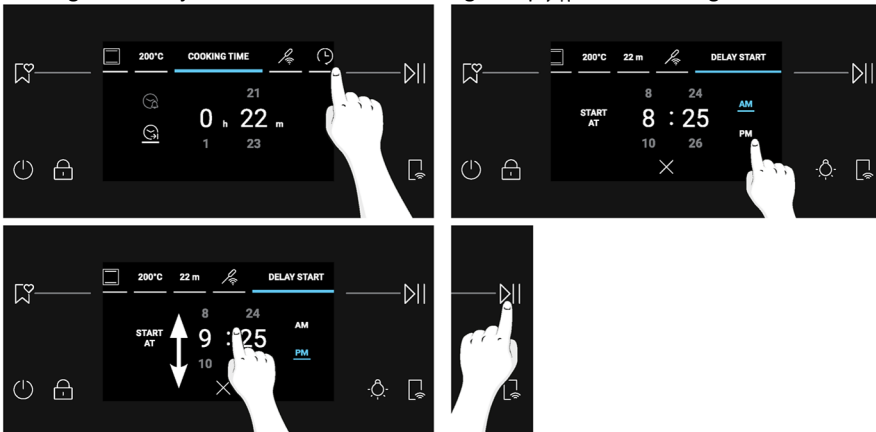 200°C COOKING TIME
21
0 h 22 m
1 23
200°C 22 m DELAY START
8 24
AM
START
AT
8 : 25
PM
10 26
200°C 22 m DELAY START
8 24
START
AT
9 : 25
AM
PM
10